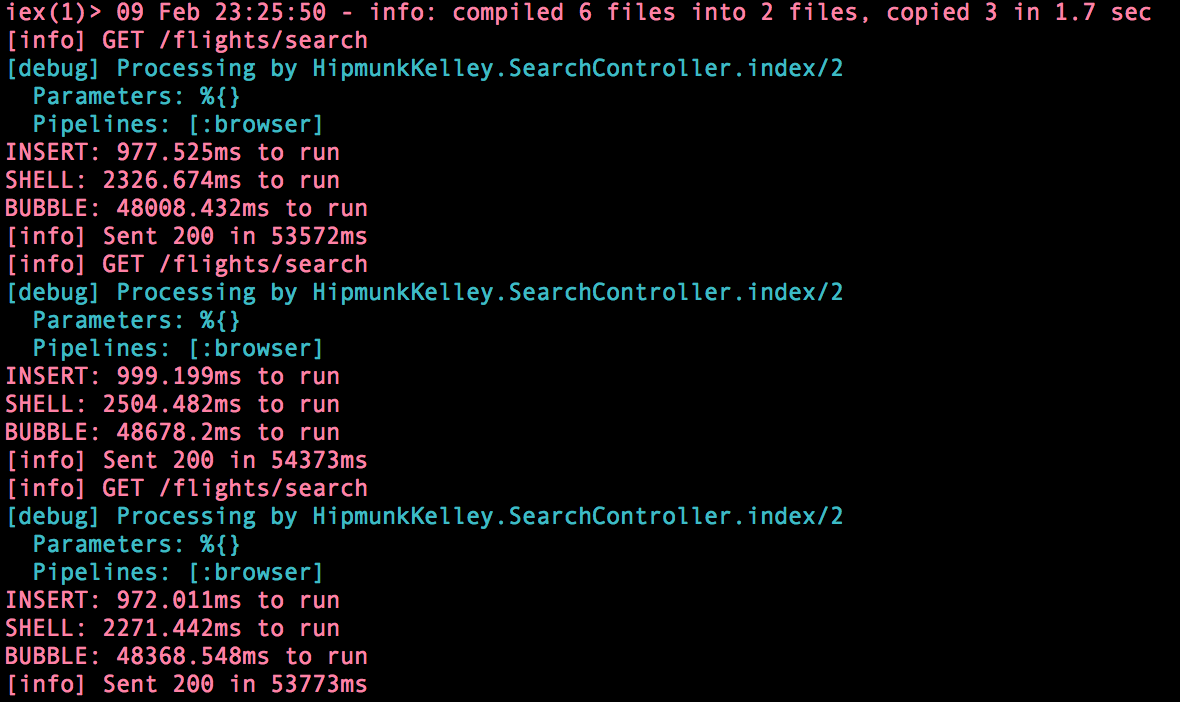 iex(1)> 09 Feb 23:25:50 - info: compiled 6 files into 2 files, copied 3 in 1.7 sec
[info] GET /flights/search
[debug] Processing by HipmunkKelley.SearchController.index/2
  Parameters: %{}
  Pipelines: [:browser]
INSERT: 977.525ms to run
SHELL: 2326.674ms to run
BUBBLE: 48008.432ms to run
[info] Sent 200 in 53572ms
[info] GET /flights/search
[debug] Processing by HipmunkKelley.SearchController.index/2
  Parameters: %{}
  Pipelines: [:browser]
INSERT: 999.199ms to run
SHELL: 2504.482ms to run
BUBBLE: 48678.2ms to run
[info] Sent 200 in 54373ms
[info] GET /flights/search
[debug] Processing by HipmunkKelley.SearchController.index/2
  Parameters: %{}
  Pipelines: [:browser]
INSERT: 972.011ms to run
SHELL: 2271.442ms to run
BUBBLE: 48368.548ms to run
[info] Sent 200 in 53773ms